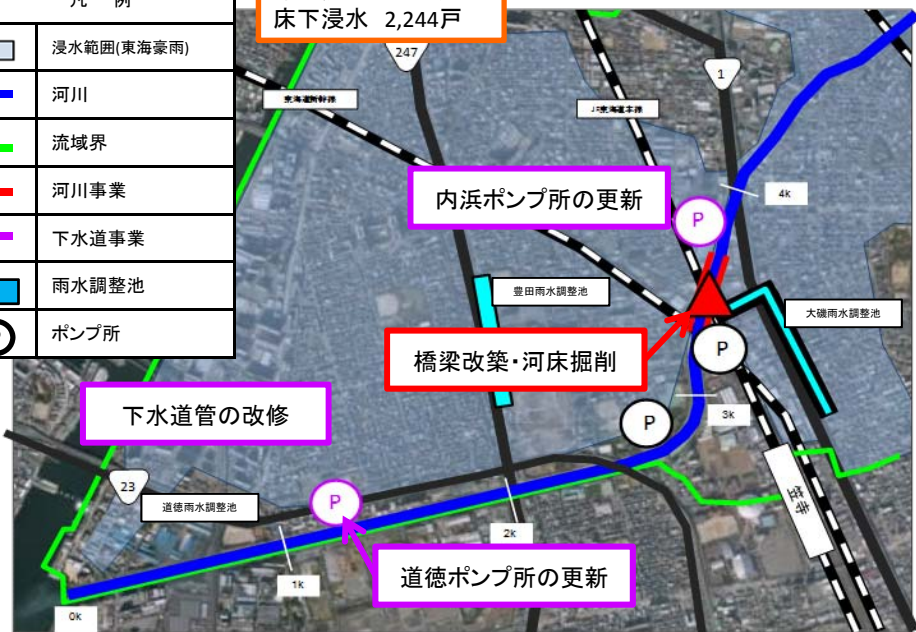 凡 例
浸水範囲(東海豪雨)
河川
流域界
河川事業
下水道事業
雨水調整池
ポンプ所
床下浸水 2,244戸
247
1
東海道新幹線
JR東海道本線
内浜ポンプ所の更新
P
4k
豊田雨水調整池
大磯雨水調整池
橋梁改築・河床掘削
P
P
3k
下水道管の改修
23
道徳雨水調整池
P
笠寺
2k
1k
道徳ポンプ所の更新
0k